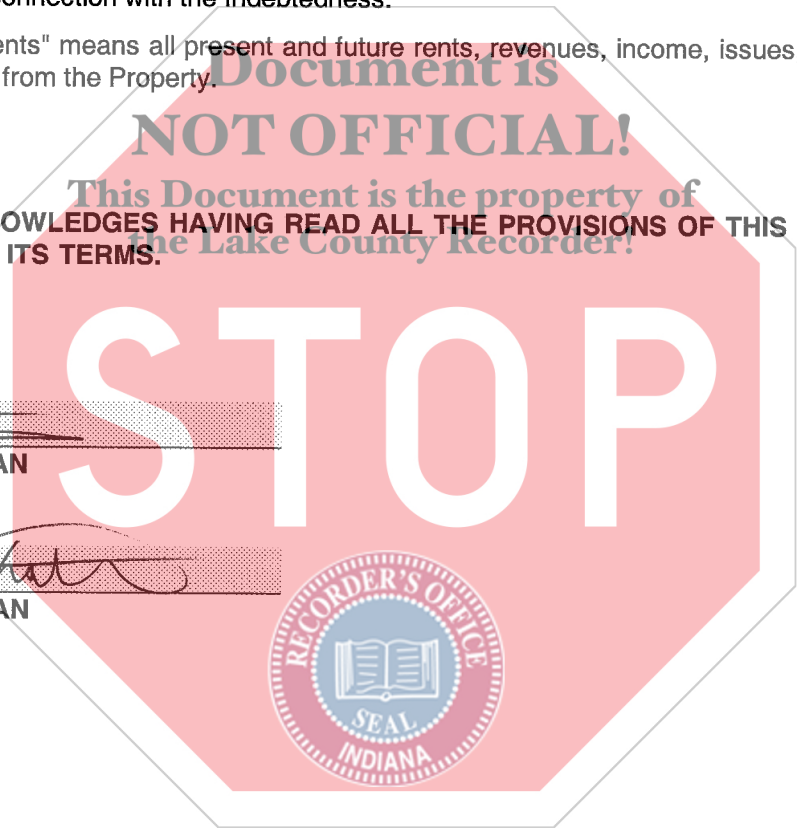 connection with the Indebtedness.
ents" means all present and future rents, revenues, income, issues
from the Property.
Document is
NOT OFFICIAL!
This Document is the property of
the Lake County Recorder!
OWLEDGES HAVING READ ALL THE PROVISIONS OF THIS
ITS TERMS.
STOP
AN
AN
RECORDER'S OFFICE
SEAL
INDIANA